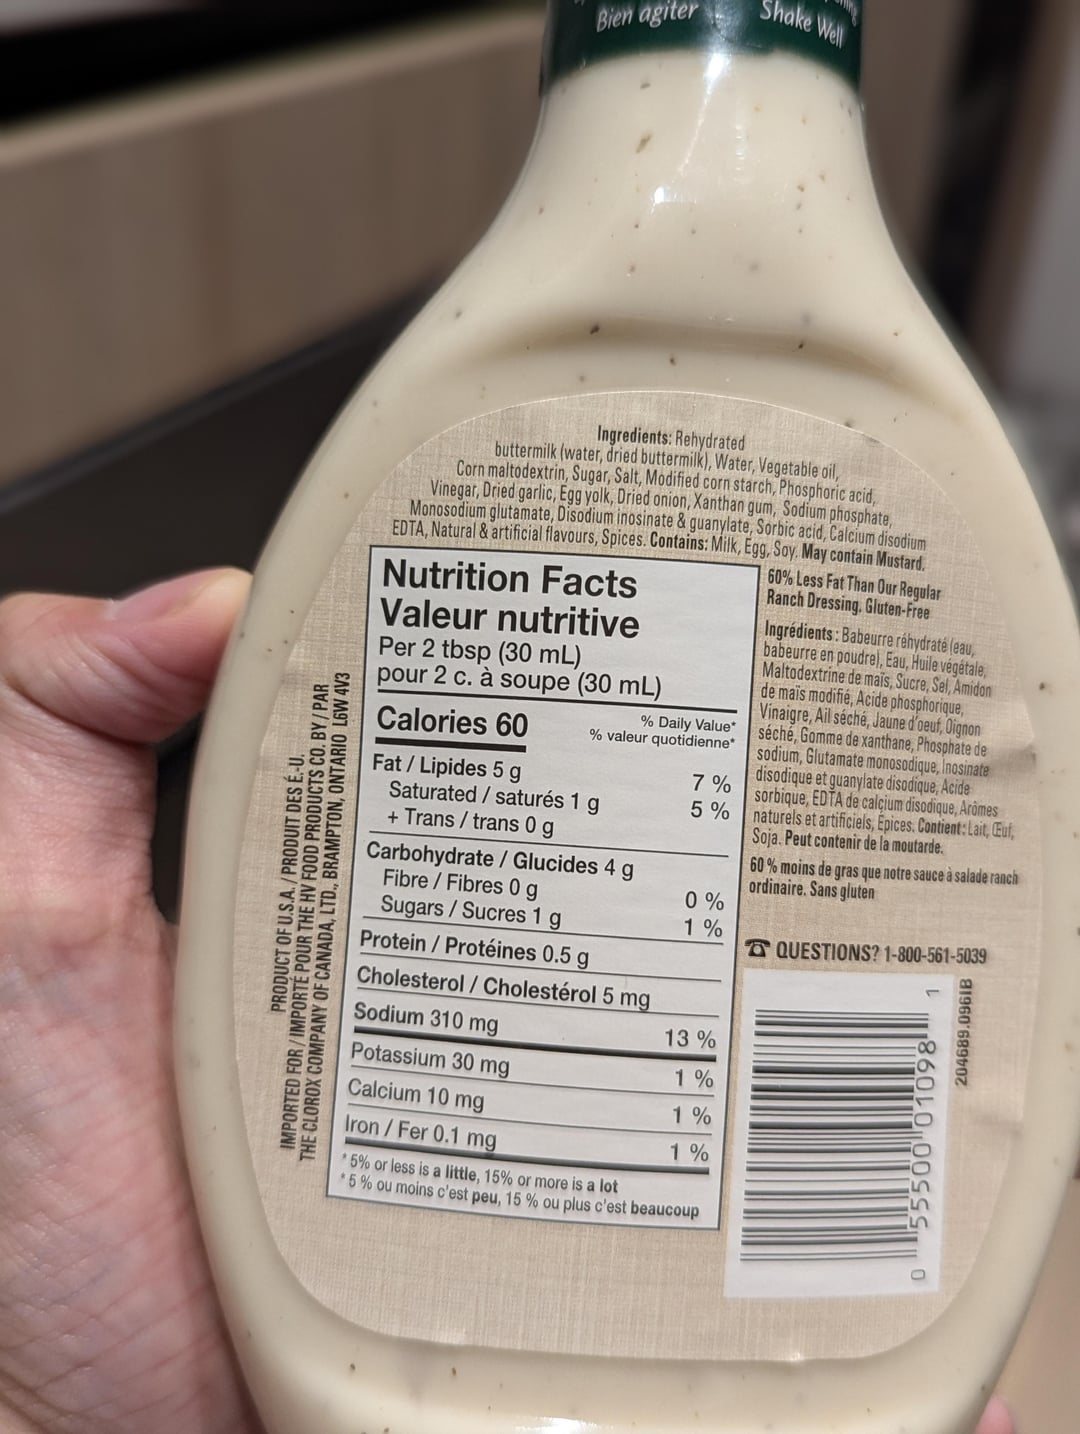 Bien agiter
Shake Well
Ingredients: Rehydrated
buttermilk (water, dried buttermilk), Water, Vegetable oil,
Corn maltodextrin, Sugar, Salt, Modified corn starch, Phosphoric acid,
Vinegar, Dried garlic, Egg yolk, Dried onion, Xanthan gum, Sodium phosphate,
Monosodium glutamate, Disodium inosinate & guanylate, Sorbic acid, Calcium disodium
EDTA, Natural & artificial flavours, Spices. Contains: Milk, Egg, Soy. May contain Mustard.
Nutrition Facts
Valeur nutritive
Per 2 tbsp (30 mL)
pour 2 c. à soupe (30 mL)
Calories 60
% Daily Value*
% valeur quotidienne*
Fat / Lipides 5 g 7 %
Saturated / saturés 1 g 5 %
+ Trans / trans 0 g
Carbohydrate / Glucides 4 g
Fibre / Fibres 0 g 0 %
Sugars / Sucres 1 g 1 %
Protein / Protéines 0.5 g
Cholesterol / Cholestérol 5 mg
Sodium 310 mg 13 %
Potassium 30 mg 1 %
Calcium 10 mg 1 %
Iron / Fer 0.1 mg 1 %
* 5% or less is a little, 15% or more is a lot
* 5 % ou moins c'est peu, 15 % ou plus c'est beaucoup
60% Less Fat Than Our Regular
Ranch Dressing. Gluten-Free
Ingrédients : Babeurre réhydraté (eau,
babeurre en poudre), Eau, Huile végétale,
Maltodextrine de maïs, Sucre, Sel, Amidon
de maïs modifié, Acide phosphorique,
Vinaigre, Ail séché, Jaune d'oeuf, Oignon
séché, Gomme de xanthane, Phosphate de
sodium, Glutamate monosodique, Inosinate
disodique et guanylate disodique, Acide
sorbique, EDTA de calcium disodique, Arômes
naturels et artificiels, Épices. Contient : Lait, Œuf,
Soja. Peut contenir de la moutarde.
60 % moins de gras que notre sauce à salade ranch
ordinaire. Sans gluten
QUESTIONS? 1-800-561-5039
0 55500 01098 1
204689.096IB
PRODUCT OF U.S.A. / PRODUIT DES É.-U.
IMPORTED FOR / IMPORTÉ POUR THE HV FOOD PRODUCTS CO. BY / PAR
THE CLOROX COMPANY OF CANADA, LTD., BRAMPTON, ONTARIO L6W 4V3